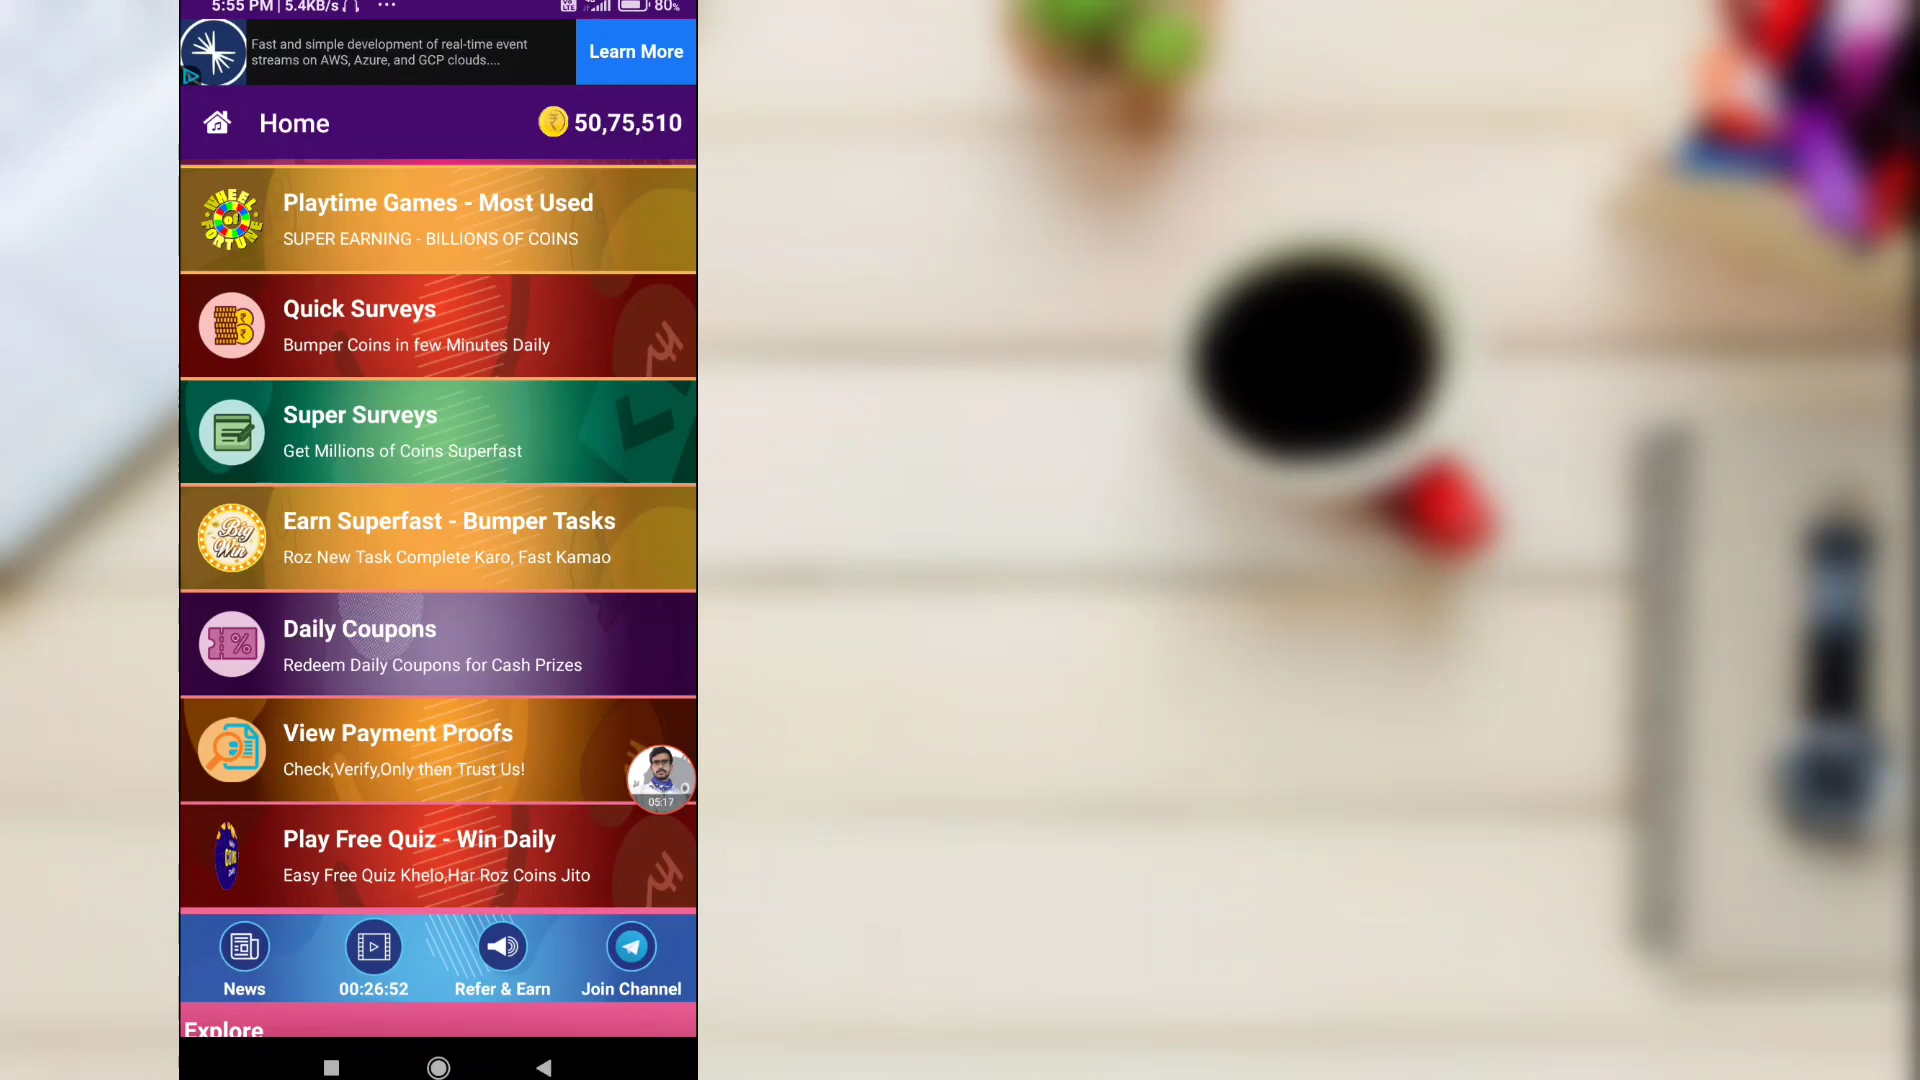 5:55 PM | 5.4KB/s ... 80%
Fast and simple development of real-time event
streams on AWS, Azure, and GCP clouds....
Learn More
Home
50,75,510
WHEEL of FORTUNE
Playtime Games - Most Used
SUPER EARNING - BILLIONS OF COINS
Quick Surveys
Bumper Coins in few Minutes Daily
Super Surveys
Get Millions of Coins Superfast
Big Win
Earn Superfast - Bumper Tasks
Roz New Task Complete Karo, Fast Kamao
Daily Coupons
Redeem Daily Coupons for Cash Prizes
View Payment Proofs
Check,Verify,Only then Trust Us!
05:17
Play Free Quiz - Win Daily
Easy Free Quiz Khelo,Har Roz Coins Jito
News
00:26:52
Refer & Earn
Join Channel
Explore